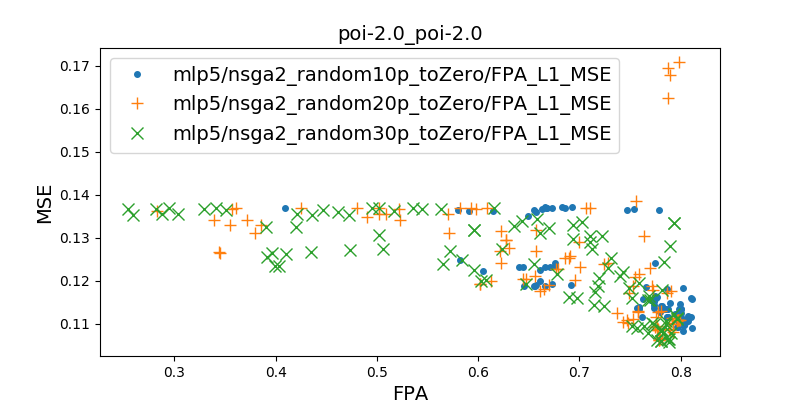 poi-2.0_poi-2.0
mlp5/nsga2_random10p_toZero/FPA_L1_MSE
mlp5/nsga2_random20p_toZero/FPA_L1_MSE
mlp5/nsga2_random30p_toZero/FPA_L1_MSE
MSE
0.17
0.16
0.15
0.14
0.13
0.12
0.11
0.3 0.4 0.5 0.6 0.7 0.8
FPA